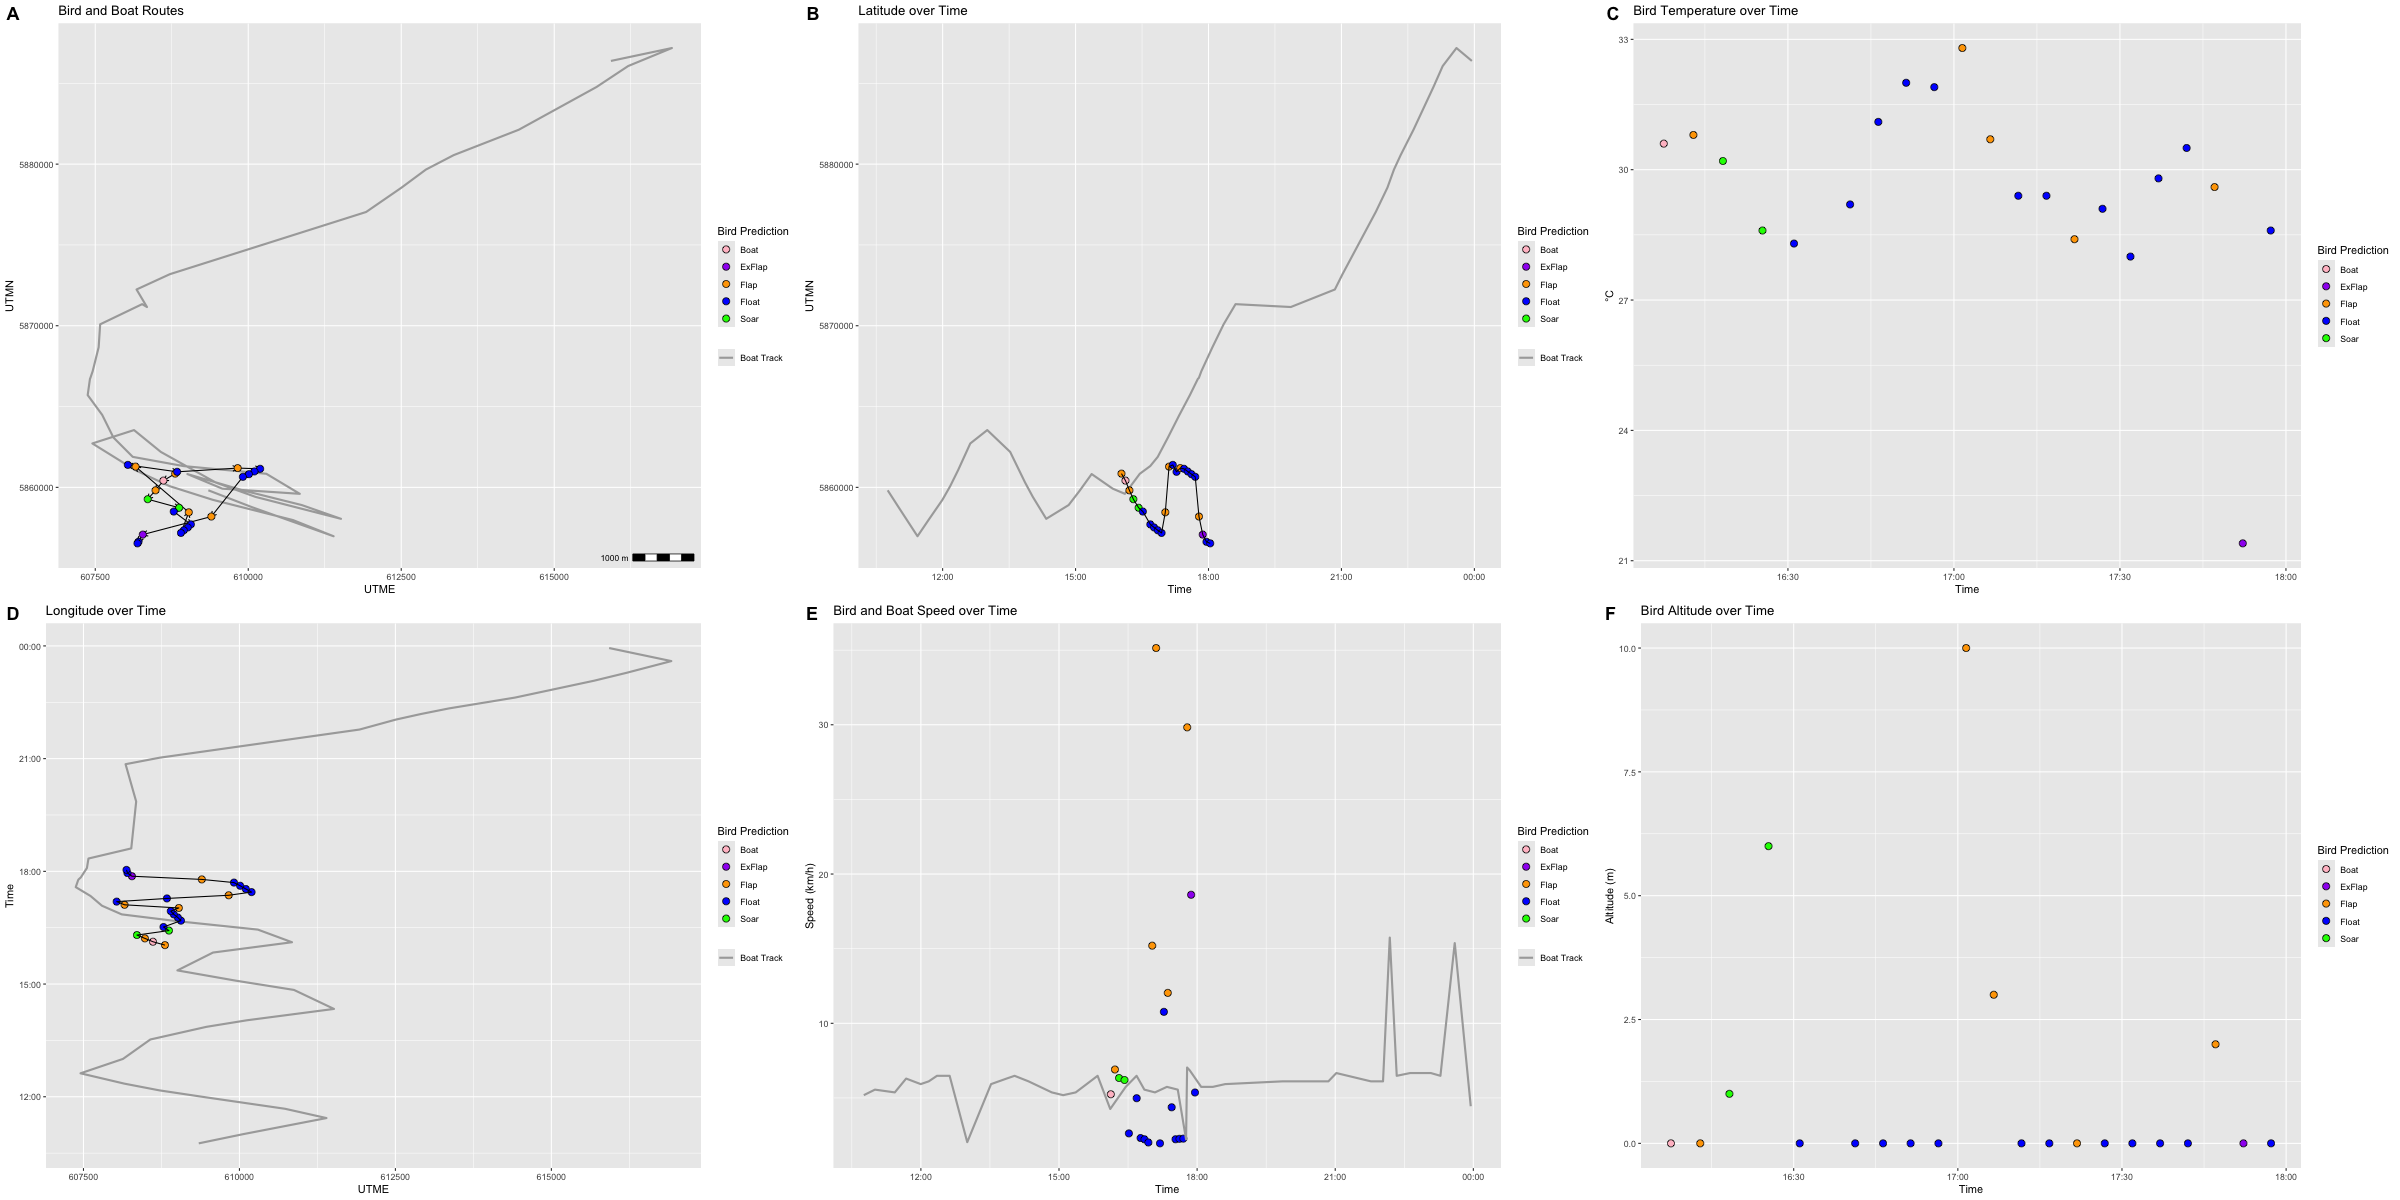 A
Bird and Boat Routes
UTMN
5880000
5870000
5860000
607500
610000
612500
615000
UTME
1000 m
Bird Prediction
Boat
ExFlap
Flap
Float
Soar
Boat Track
B
Latitude over Time
UTMN
5880000
5870000
5860000
12:00
15:00
18:00
21:00
00:00
Time
Bird Prediction
Boat
ExFlap
Flap
Float
Soar
Boat Track
C
Bird Temperature over Time
°C
33
30
27
24
21
16:30
17:00
17:30
18:00
Time
Bird Prediction
Boat
ExFlap
Flap
Float
Soar
D
Longitude over Time
Time
00:00
21:00
18:00
15:00
12:00
607500
610000
612500
615000
UTME
Bird Prediction
Boat
ExFlap
Flap
Float
Soar
Boat Track
E
Bird and Boat Speed over Time
Speed (km/h)
30
20
10
12:00
15:00
18:00
21:00
00:00
Time
Bird Prediction
Boat
ExFlap
Flap
Float
Soar
Boat Track
F
Bird Altitude over Time
Altitude (m)
10.0
7.5
5.0
2.5
0.0
16:30
17:00
17:30
18:00
Time
Bird Prediction
Boat
ExFlap
Flap
Float
Soar